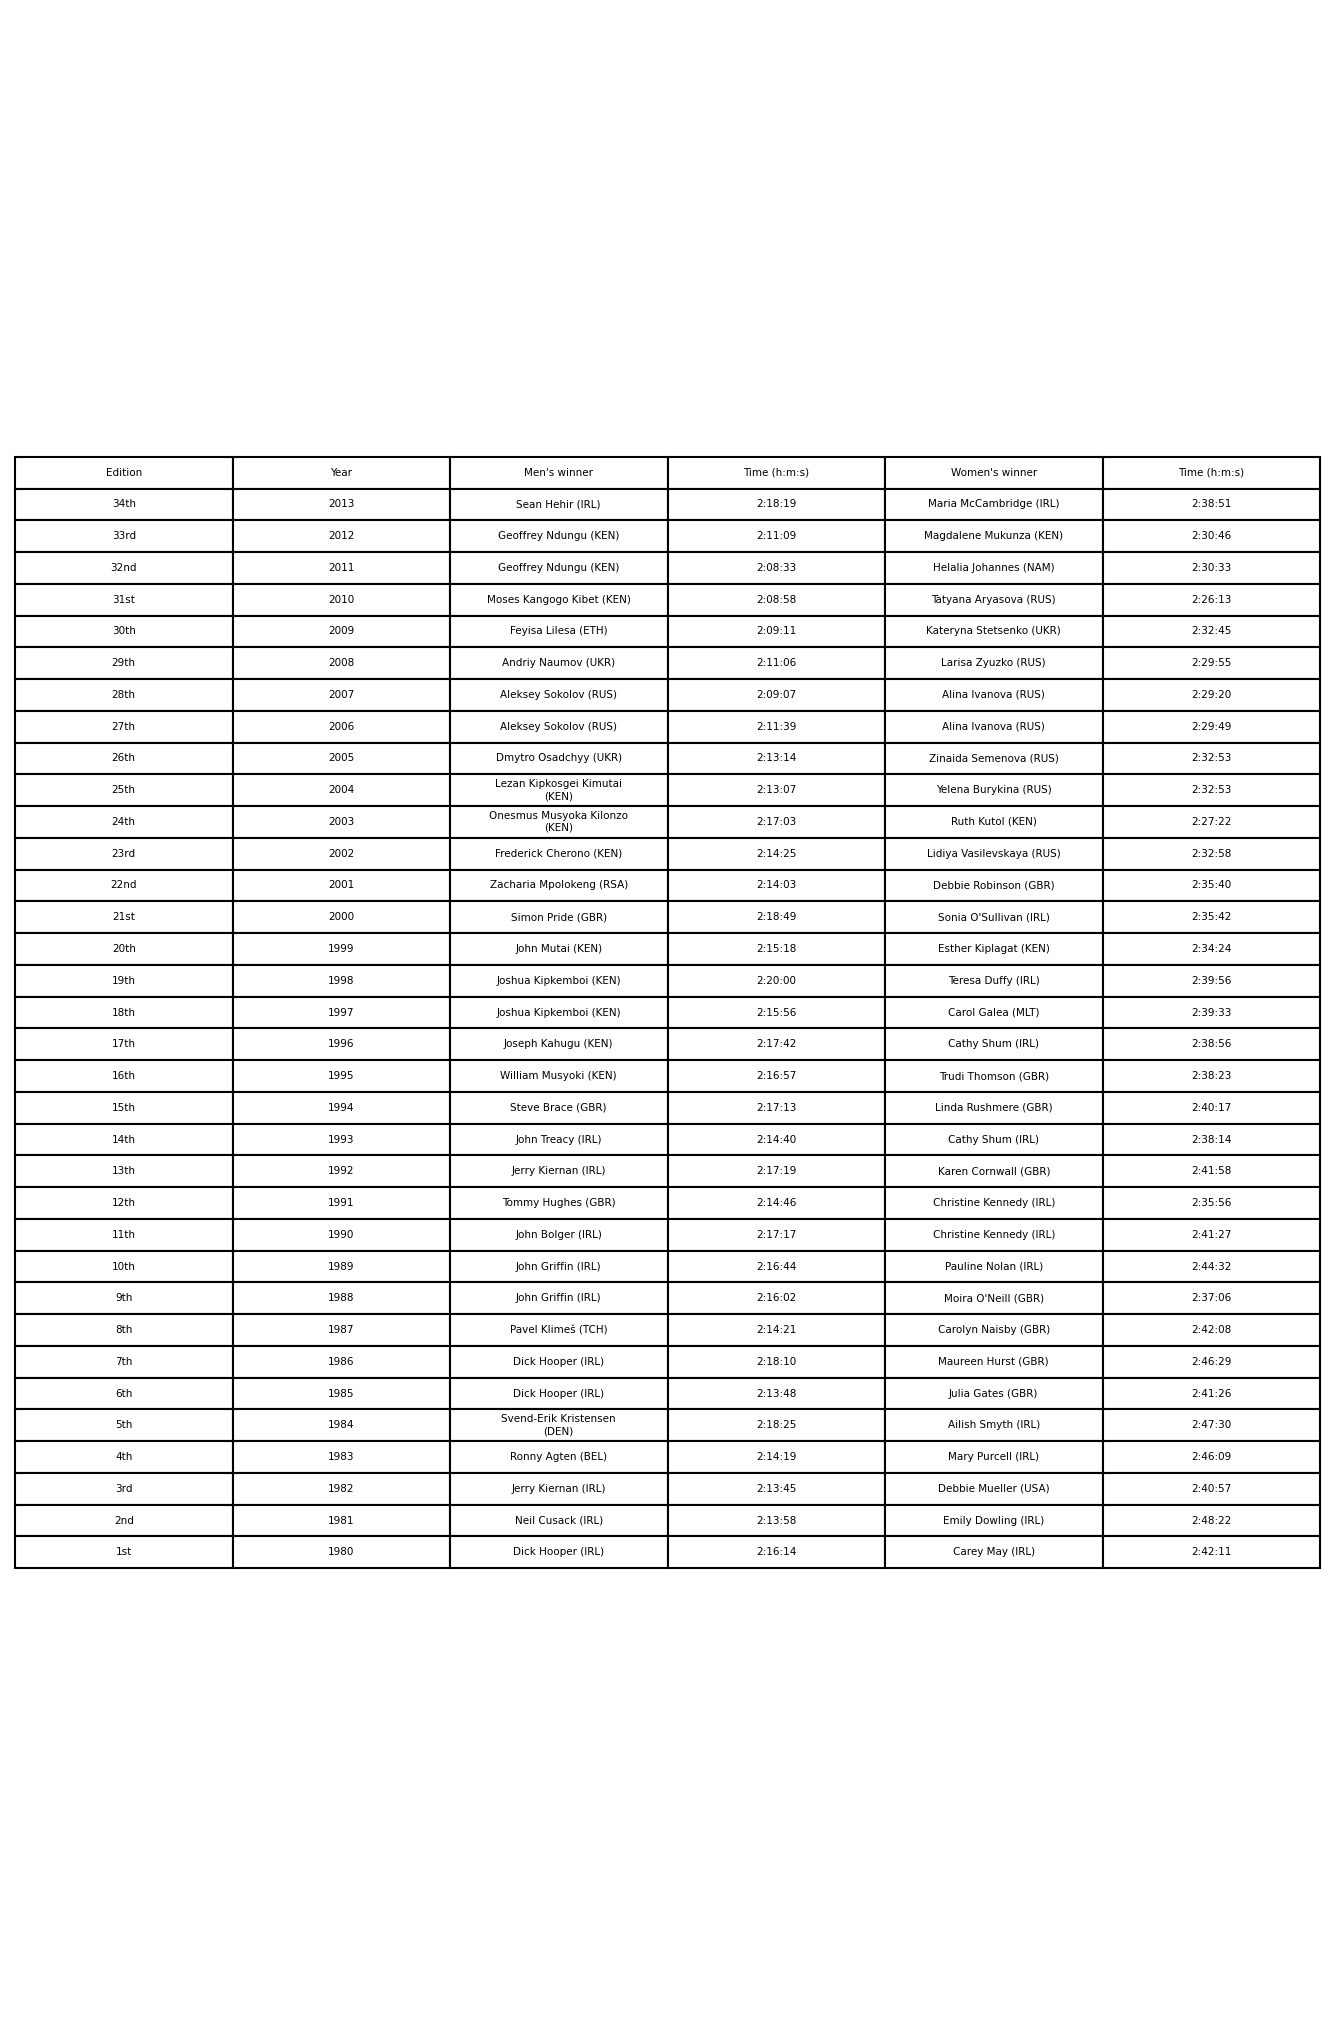 Edition Year Men's winner Time (h:m:s) Women's winner Time (h:m:s)
34th 2013 Sean Hehir (IRL) 2:18:19 Maria McCambridge (IRL) 2:38:51
33rd 2012 Geoffrey Ndungu (KEN) 2:11:09 Magdalene Mukunza (KEN) 2:30:46
32nd 2011 Geoffrey Ndungu (KEN) 2:08:33 Helalia Johannes (NAM) 2:30:33
31st 2010 Moses Kangogo Kibet (KEN) 2:08:58 Tatyana Aryasova (RUS) 2:26:13
30th 2009 Feyisa Lilesa (ETH) 2:09:11 Kateryna Stetsenko (UKR) 2:32:45
29th 2008 Andriy Naumov (UKR) 2:11:06 Larisa Zyuzko (RUS) 2:29:55
28th 2007 Aleksey Sokolov (RUS) 2:09:07 Alina Ivanova (RUS) 2:29:20
27th 2006 Aleksey Sokolov (RUS) 2:11:39 Alina Ivanova (RUS) 2:29:49
26th 2005 Dmytro Osadchyy (UKR) 2:13:14 Zinaida Semenova (RUS) 2:32:53
25th 2004 Lezan Kipkosgei Kimutai
(KEN) 2:13:07 Yelena Burykina (RUS) 2:32:53
24th 2003 Onesmus Musyoka Kilonzo
(KEN) 2:17:03 Ruth Kutol (KEN) 2:27:22
23rd 2002 Frederick Cherono (KEN) 2:14:25 Lidiya Vasilevskaya (RUS) 2:32:58
22nd 2001 Zacharia Mpolokeng (RSA) 2:14:03 Debbie Robinson (GBR) 2:35:40
21st 2000 Simon Pride (GBR) 2:18:49 Sonia O'Sullivan (IRL) 2:35:42
20th 1999 John Mutai (KEN) 2:15:18 Esther Kiplagat (KEN) 2:34:24
19th 1998 Joshua Kipkemboi (KEN) 2:20:00 Teresa Duffy (IRL) 2:39:56
18th 1997 Joshua Kipkemboi (KEN) 2:15:56 Carol Galea (MLT) 2:39:33
17th 1996 Joseph Kahugu (KEN) 2:17:42 Cathy Shum (IRL) 2:38:56
16th 1995 William Musyoki (KEN) 2:16:57 Trudi Thomson (GBR) 2:38:23
15th 1994 Steve Brace (GBR) 2:17:13 Linda Rushmere (GBR) 2:40:17
14th 1993 John Treacy (IRL) 2:14:40 Cathy Shum (IRL) 2:38:14
13th 1992 Jerry Kiernan (IRL) 2:17:19 Karen Cornwall (GBR) 2:41:58
12th 1991 Tommy Hughes (GBR) 2:14:46 Christine Kennedy (IRL) 2:35:56
11th 1990 John Bolger (IRL) 2:17:17 Christine Kennedy (IRL) 2:41:27
10th 1989 John Griffin (IRL) 2:16:44 Pauline Nolan (IRL) 2:44:32
9th 1988 John Griffin (IRL) 2:16:02 Moira O'Neill (GBR) 2:37:06
8th 1987 Pavel Klimeš (TCH) 2:14:21 Carolyn Naisby (GBR) 2:42:08
7th 1986 Dick Hooper (IRL) 2:18:10 Maureen Hurst (GBR) 2:46:29
6th 1985 Dick Hooper (IRL) 2:13:48 Julia Gates (GBR) 2:41:26
5th 1984 Svend-Erik Kristensen
(DEN) 2:18:25 Ailish Smyth (IRL) 2:47:30
4th 1983 Ronny Agten (BEL) 2:14:19 Mary Purcell (IRL) 2:46:09
3rd 1982 Jerry Kiernan (IRL) 2:13:45 Debbie Mueller (USA) 2:40:57
2nd 1981 Neil Cusack (IRL) 2:13:58 Emily Dowling (IRL) 2:48:22
1st 1980 Dick Hooper (IRL) 2:16:14 Carey May (IRL) 2:42:11